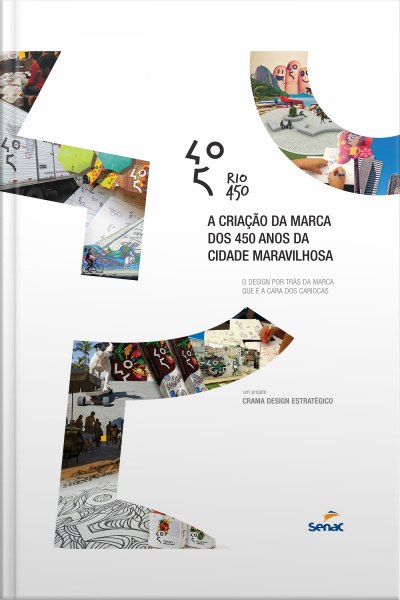 450
RIO
450
A CRIAÇÃO DA MARCA
DOS 450 ANOS DA
CIDADE MARAVILHOSA
O DESIGN POR TRÁS DA MARCA
QUE É A CARA DOS CARIOCAS
um projeto
CRAMA DESIGN ESTRATÉGICO
Senac